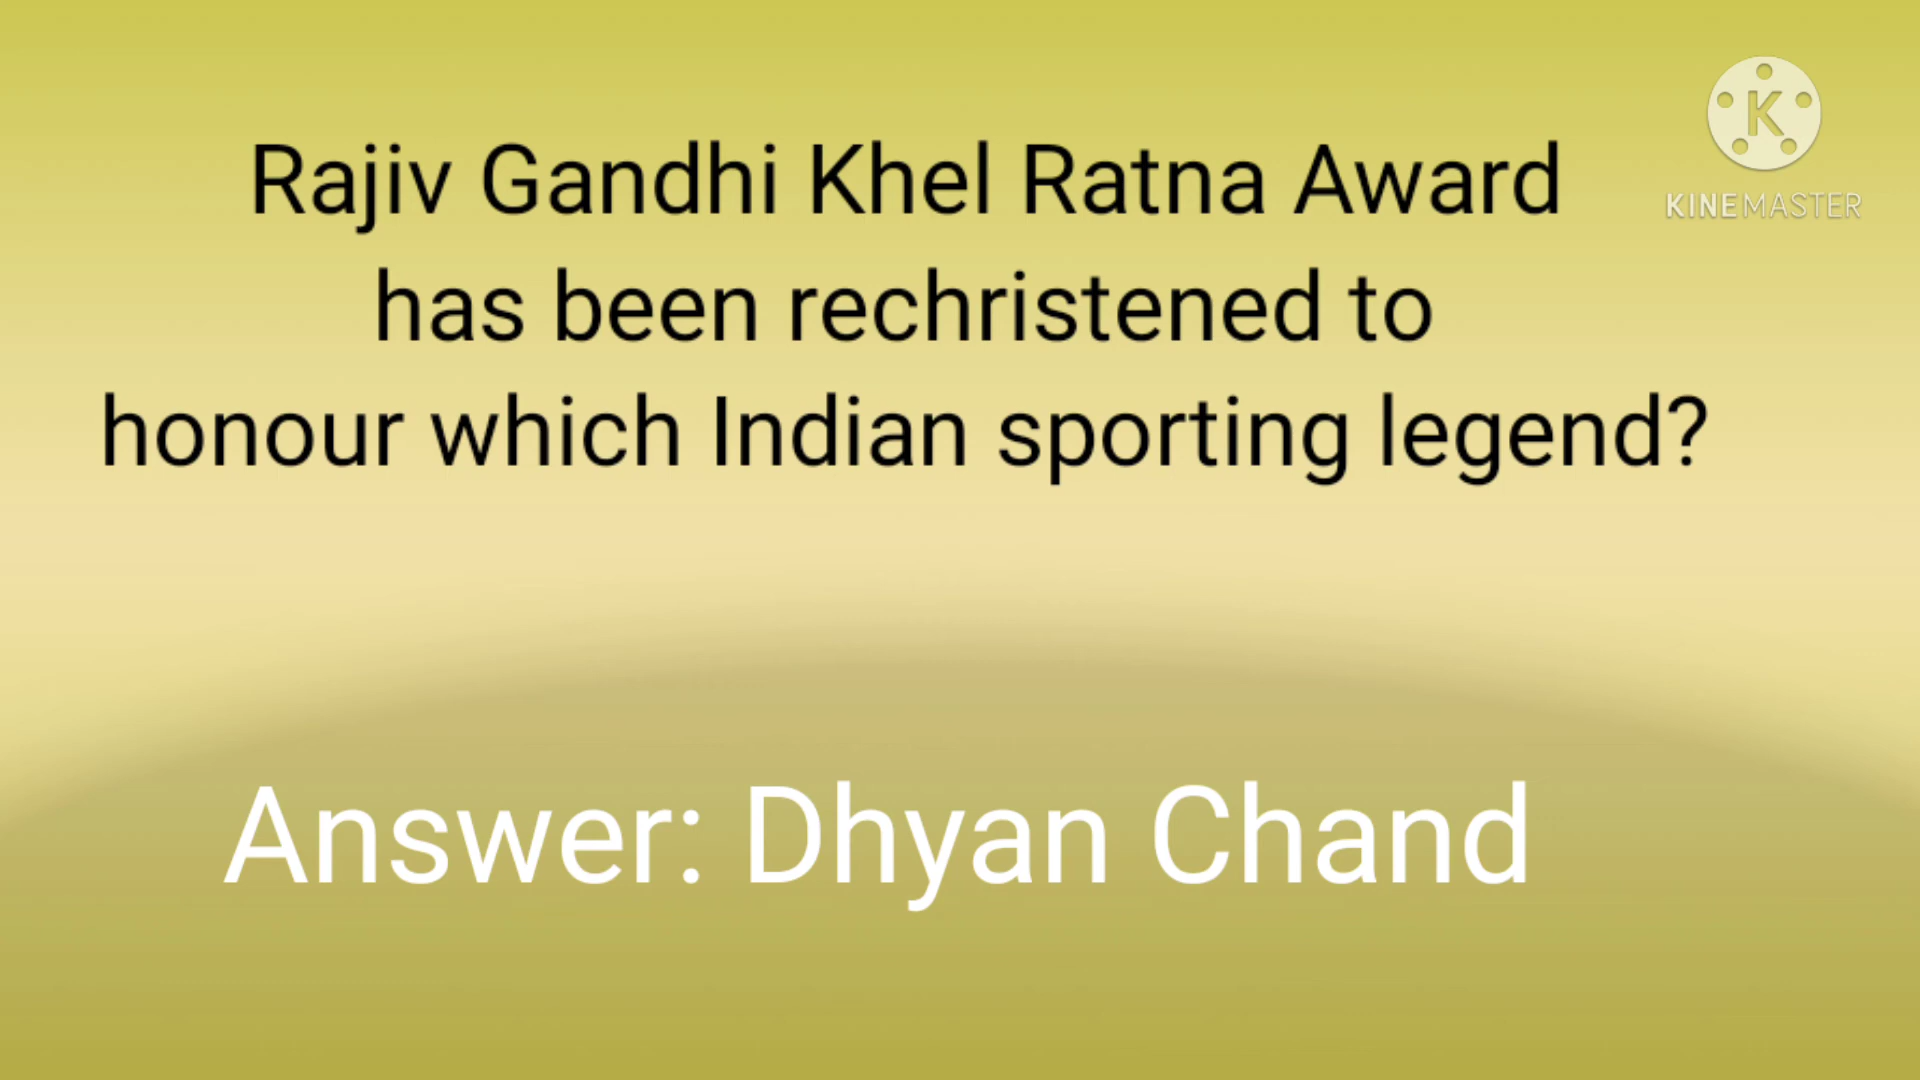 Rajiv Gandhi Khel Ratna Award
has been rechristened to
honour which Indian sporting legend?
Answer: Dhyan Chand
K
KINEMASTER